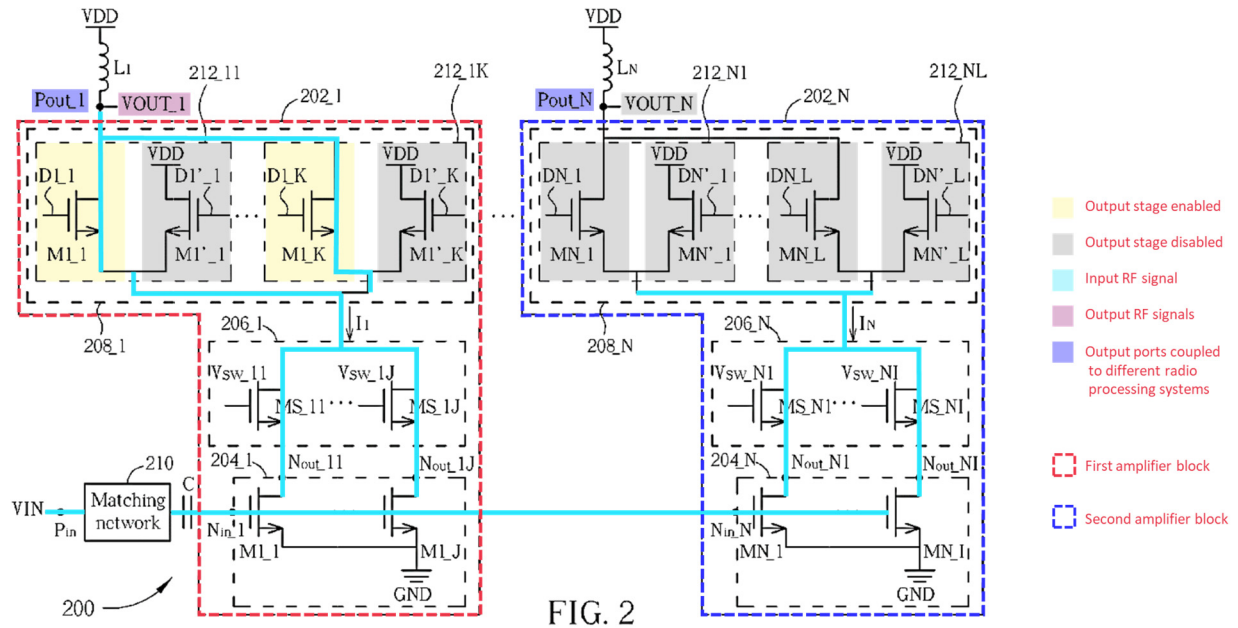 VDD
L1
Pout_1
VOUT_1
212_11
202_1
212_1K
VDD
D1_1
D1'_1
D1_K
VDD
D1'_K
M1_1
M1'_1
M1_K
M1'_K
208_1
I1
206_1
VSW_11
VSW_1J
MS_11
MS_1J
204_1
Nout_11
Nout_1J
210
VIN
Pin
Matching
network
C
Nin_1
M1_1
M1_J
GND
200
VDD
LN
Pout_N
VOUT_N
212_N1
202_N
212_NL
VDD
DN_1
DN'_1
DN_L
VDD
DN'_L
MN_1
MN'_1
MN_L
MN'_L
208_N
IN
206_N
VSW_N1
VSW_NI
MS_N1
MS_NI
204_N
Nout_N1
Nout_NI
Nin_N
MN_1
MN_I
GND
FIG. 2
Output stage enabled
Output stage disabled
Input RF signal
Output RF signals
Output ports coupled
to different radio
processing systems
First amplifier block
Second amplifier block